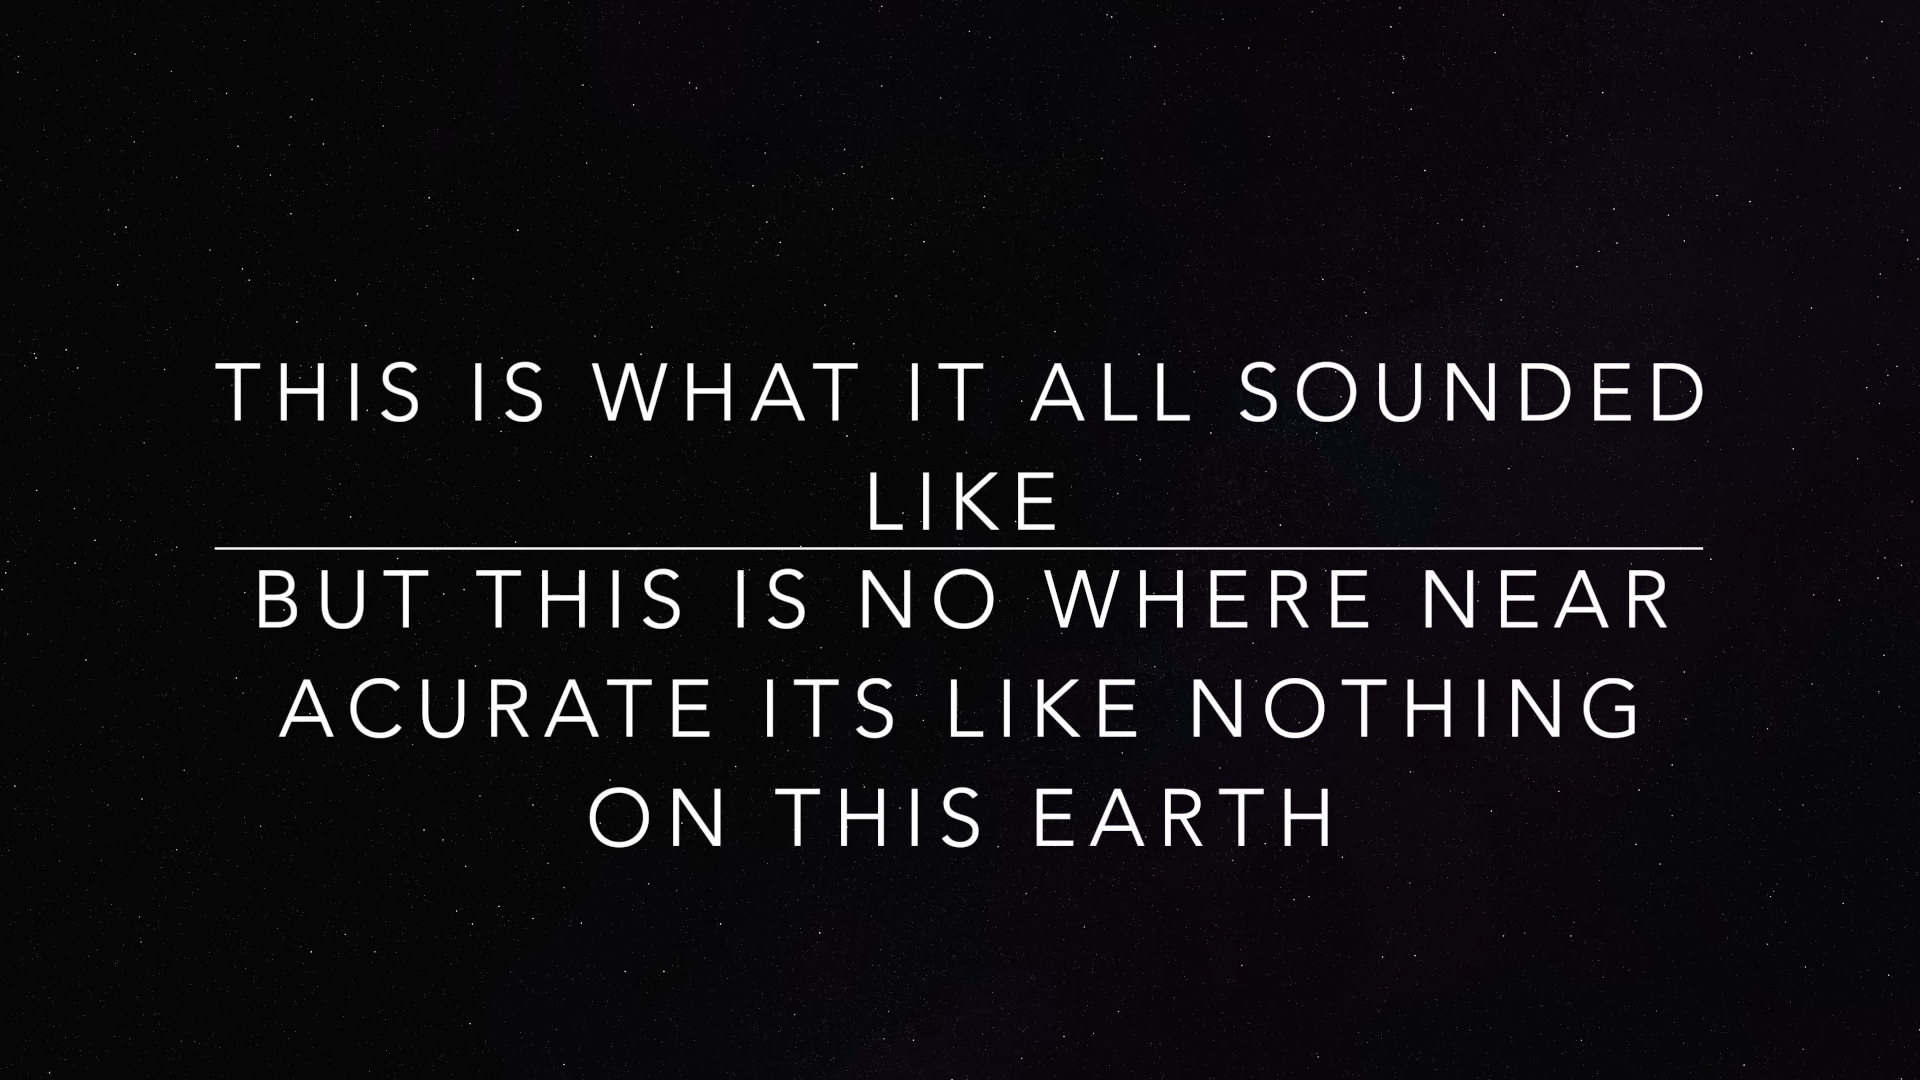 THIS IS WHAT IT ALL SOUNDED
LIKE
BUT THIS IS NO WHERE NEAR
ACURATE ITS LIKE NOTHING
ON THIS EARTH